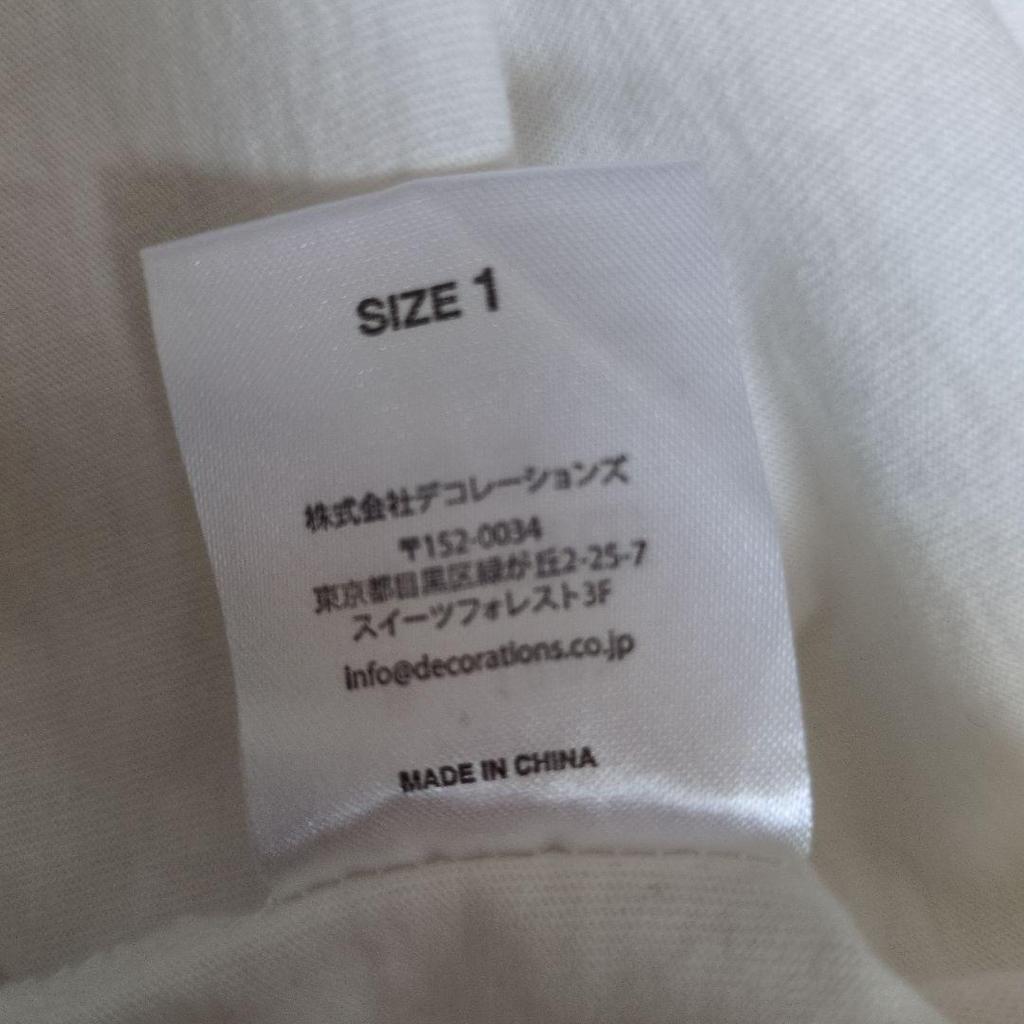 SIZE 1
株式会社デコレーションズ
〒152-0034
東京都目黒区緑が丘2-25-7
スイーツフォレスト3F
info@decorations.co.jp
MADE IN CHINA